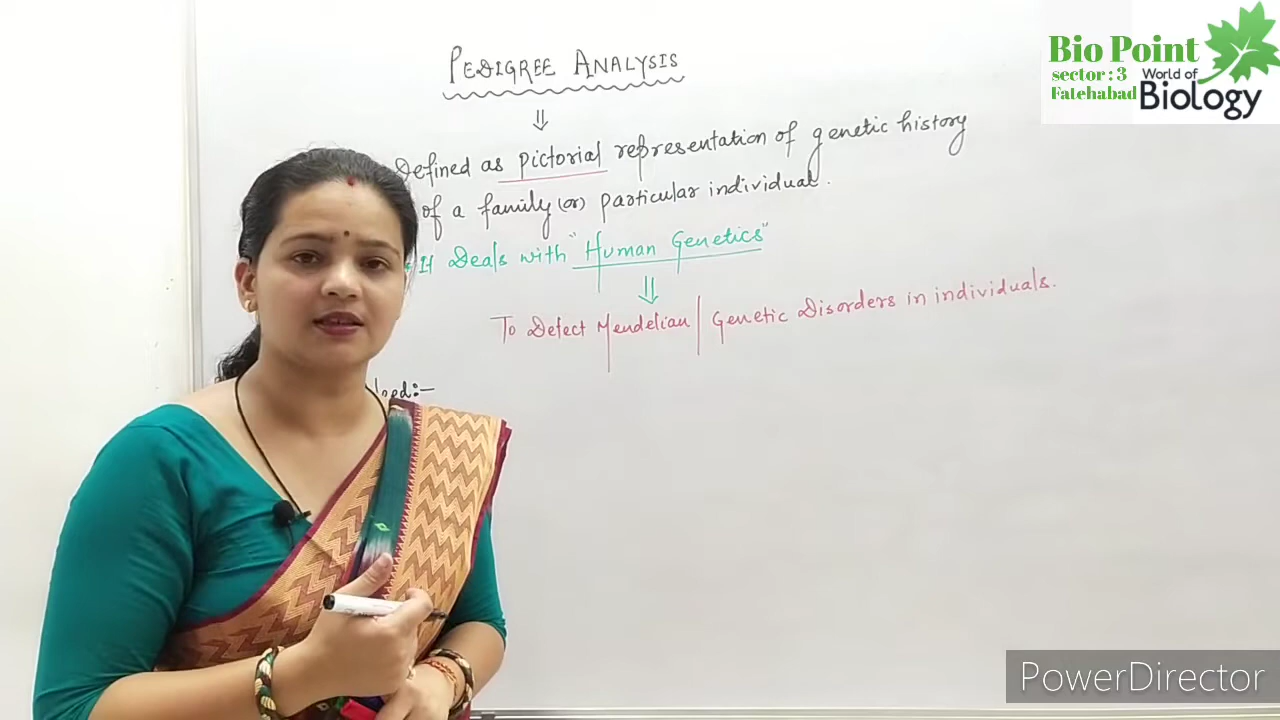 PEDIGREE ANALYSIS
⇓
Defined as pictorial representation of genetic history
of a family (or) particular individual.
* It Deals with "Human Genetics"
⇓
To Detect Mendelian | Genetic Disorders in individuals.
:-
Bio Point
sector : 3
Fatehabad
World of
Biology
PowerDirector